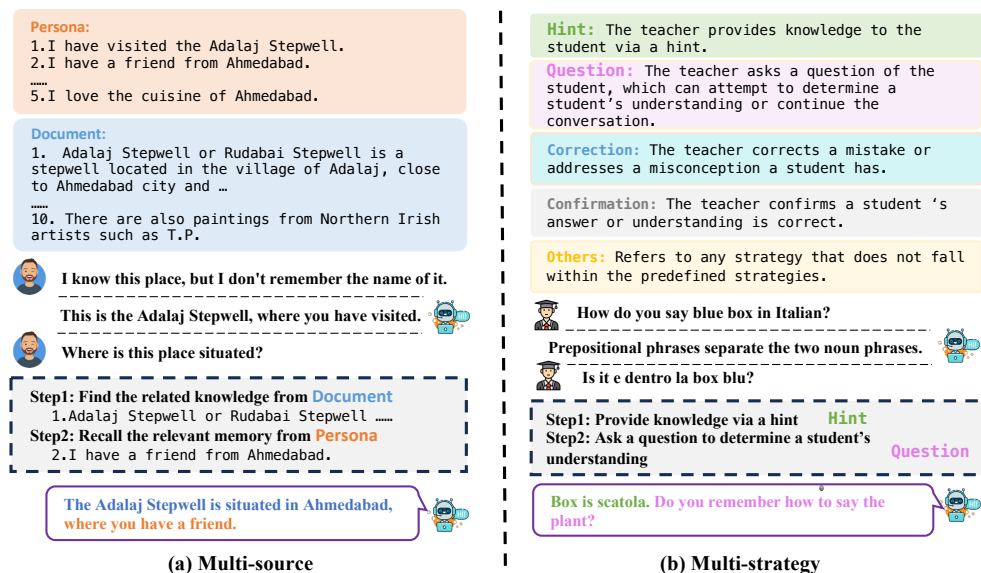 Persona:
1.I have visited the Adalaj Stepwell.
2.I have a friend from Ahmedabad.
……
5.I love the cuisine of Ahmedabad.
Document:
1. Adalaj Stepwell or Rudabai Stepwell is a
stepwell located in the village of Adalaj, close
to Ahmedabad city and …
……
10. There are also paintings from Northern Irish
artists such as T.P.
I know this place, but I don't remember the name of it.
This is the Adalaj Stepwell, where you have visited.
Where is this place situated?
Step1: Find the related knowledge from Document
1.Adalaj Stepwell or Rudabai Stepwell ……
Step2: Recall the relevant memory from Persona
2.I have a friend from Ahmedabad.
The Adalaj Stepwell is situated in Ahmedabad,
where you have a friend.
(a) Multi-source
Hint: The teacher provides knowledge to the
student via a hint.
Question: The teacher asks a question of the
student, which can attempt to determine a
student's understanding or continue the
conversation.
Correction: The teacher corrects a mistake or
addresses a misconception a student has.
Confirmation: The teacher confirms a student ‘s
answer or understanding is correct.
Others: Refers to any strategy that does not fall
within the predefined strategies.
How do you say blue box in Italian?
Prepositional phrases separate the two noun phrases.
Is it e dentro la box blu?
Step1: Provide knowledge via a hint Hint
Step2: Ask a question to determine a student's
understanding Question
Box is scatola. Do you remember how to say the
plant?
(b) Multi-strategy